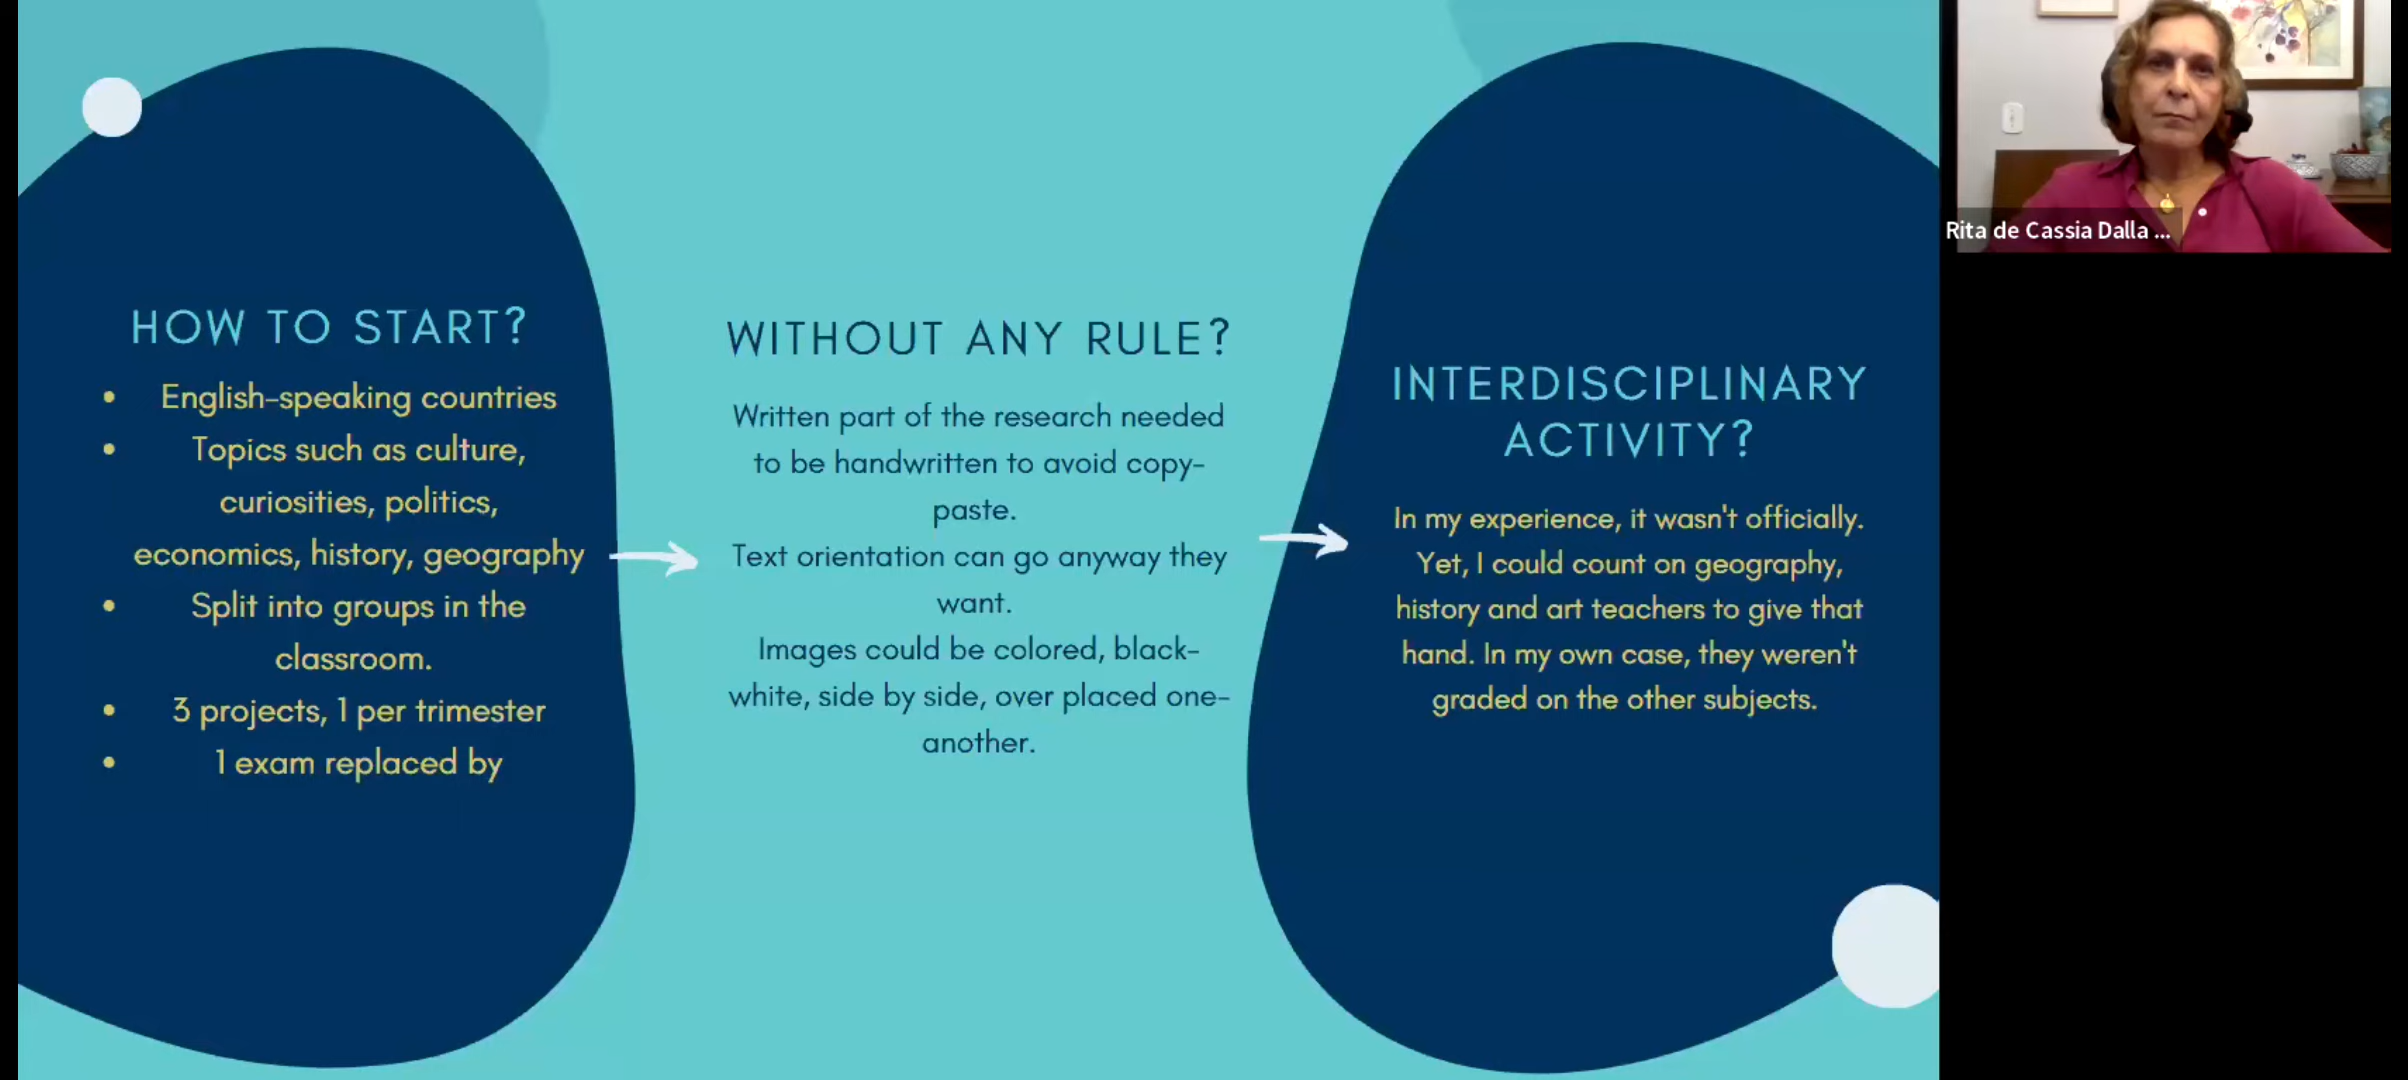 HOW TO START?
• English-speaking countries
• Topics such as culture,
curiosities, politics,
economics, history, geography
• Split into groups in the
classroom.
• 3 projects, 1 per trimester
• 1 exam replaced by
WITHOUT ANY RULE?
Written part of the research needed
to be handwritten to avoid copy-
paste.
Text orientation can go anyway they
want.
Images could be colored, black-
white, side by side, over placed one-
another.
INTERDISCIPLINARY
ACTIVITY?
In my experience, it wasn't officially.
Yet, I could count on geography,
history and art teachers to give that
hand. In my own case, they weren't
graded on the other subjects.
Rita de Cassia Dalla ...